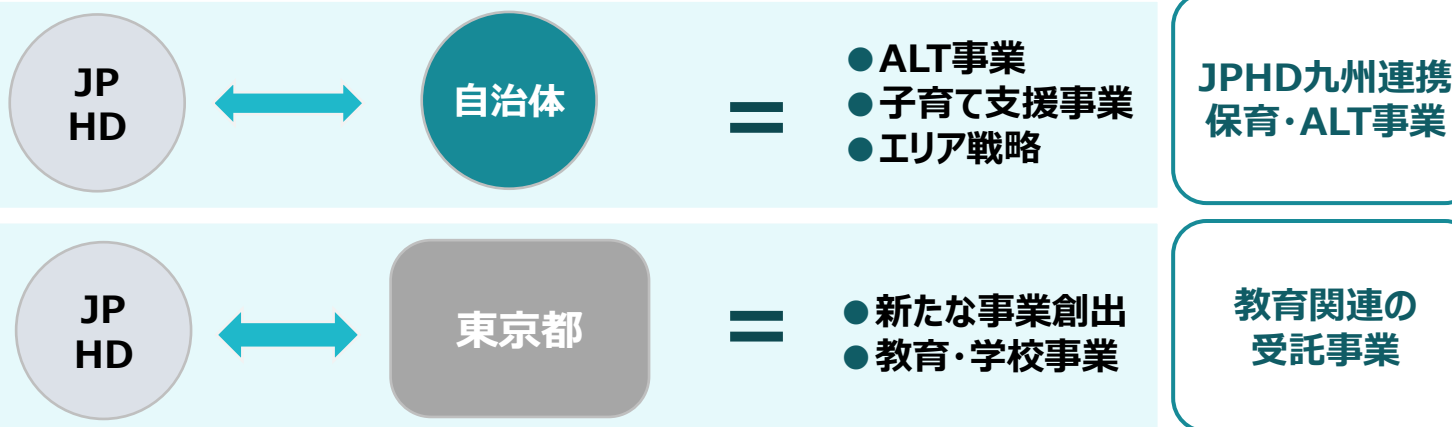 JP
HD
自治体
=
●ALT事業
●子育て支援事業
●エリア戦略
JPHD九州連携
保育・ALT事業
JP
HD
東京都
=
●新たな事業創出
●教育・学校事業
教育関連の
受託事業